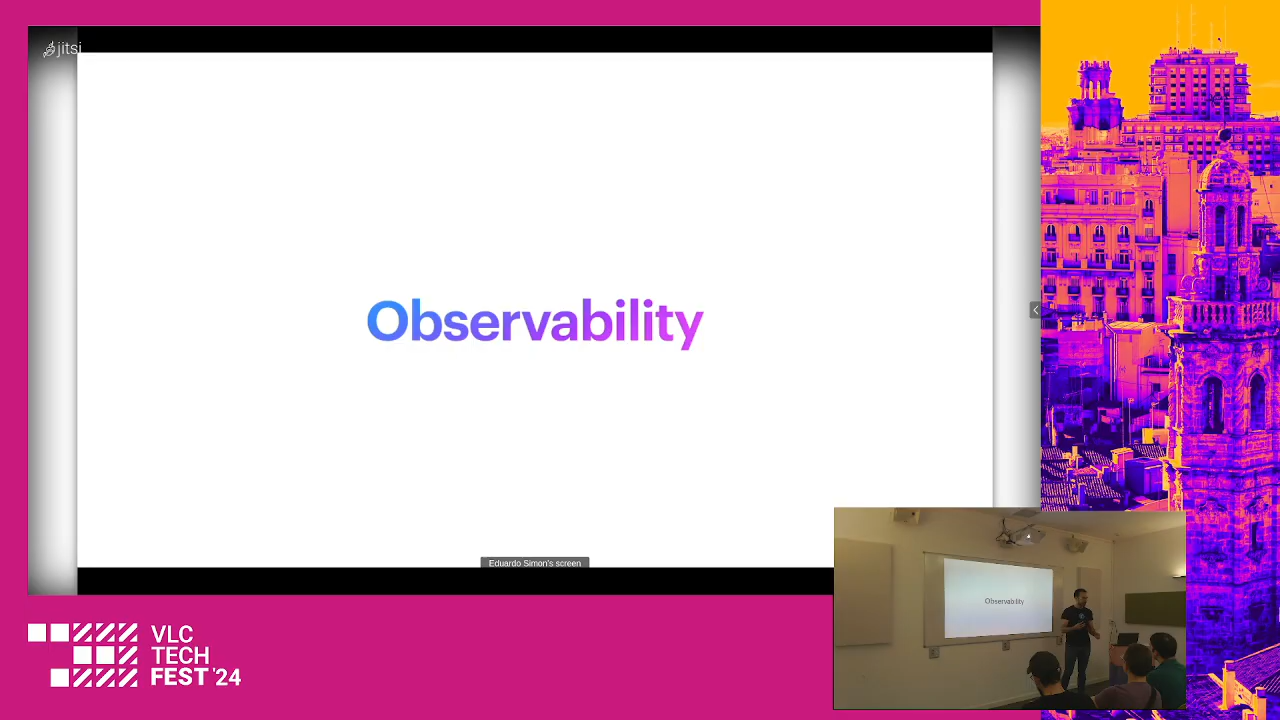 jitsi
Observability
Eduardo Simon's screen
Observability
VLC
TECH
FEST '24